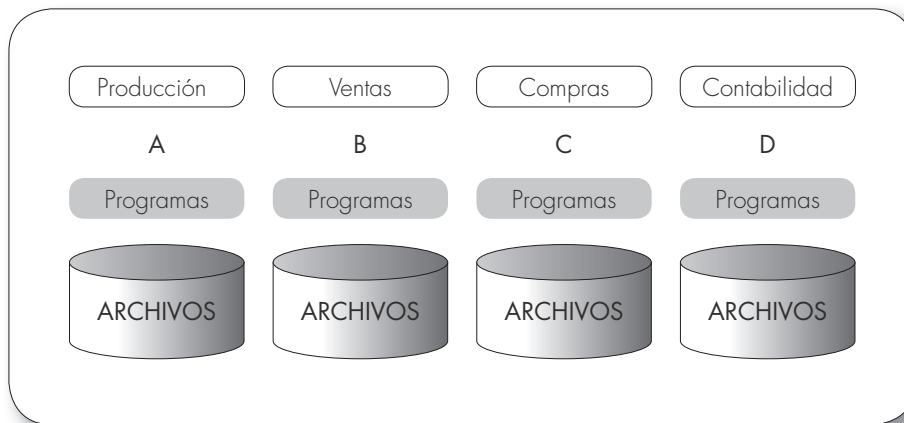 Producción Ventas Compras Contabilidad
A B C D
Programas Programas Programas Programas
ARCHIVOS ARCHIVOS ARCHIVOS ARCHIVOS